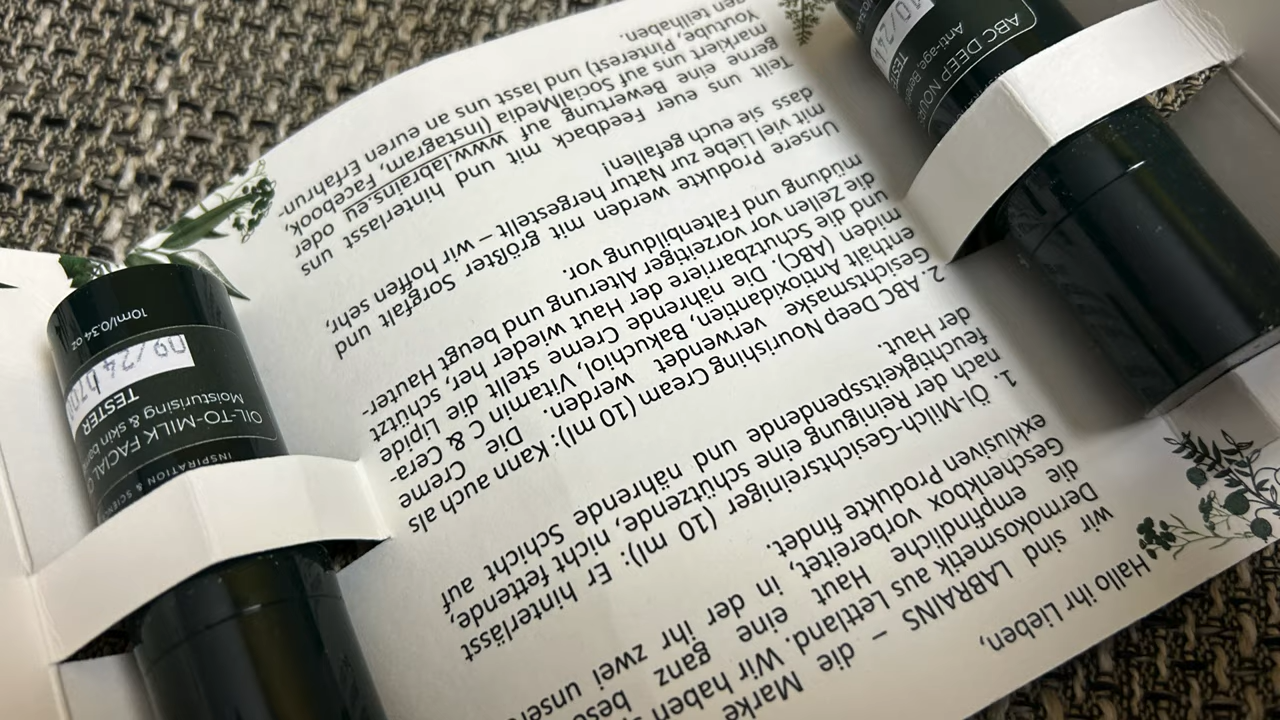 Hallo ihr Lieben,
wir sind LABRAINS – die Marke
Dermokosmetik aus Lettland. Wir haben
die empfindliche Haut eine ganz
Geschenkbox vorbereitet, in der ihr zwei
exklusiven Produkte findet.
1. Öl-Milch-Gesichtsreiniger (10 ml): Er hinterlässt
nach der Reinigung eine schützende, nicht fettende,
feuchtigkeitsspendende und nährende Schicht auf
der Haut.
2. ABC Deep Nourishing Cream (10 ml): Kann auch als
Gesichtsmaske verwendet werden. Die Creme
enthält Antioxidantien, Bakuchiol, Vitamin C & Cera-
miden (ABC). Die nährende Creme stellt die Lipide
und die Schutzbarriere der Haut wieder her, schützt
die Zellen vor vorzeitiger Alterung und beugt Hauter-
müdung und Faltenbildung vor.
Unsere Produkte werden mit größter Sorgfalt und
mit viel Liebe zur Natur hergestellt – wir hoffen sehr,
dass sie euch gefallen!
Teilt uns euer Feedback mit und hinterlasst uns
gerne eine Bewertung auf www.labrains.eu oder
markiert uns auf SocialMedia (Instagram, Facebook,
Youtube, Pinterest) und lasst uns an euren Erfahrun-
gen teilhaben.
ABC DEEP
Anti-age,
10/24
INSPIRATION &
OIL-TO-MILK FACIAL
Moisturising & skin
TESTER
09/24
10ml/0.34 oz